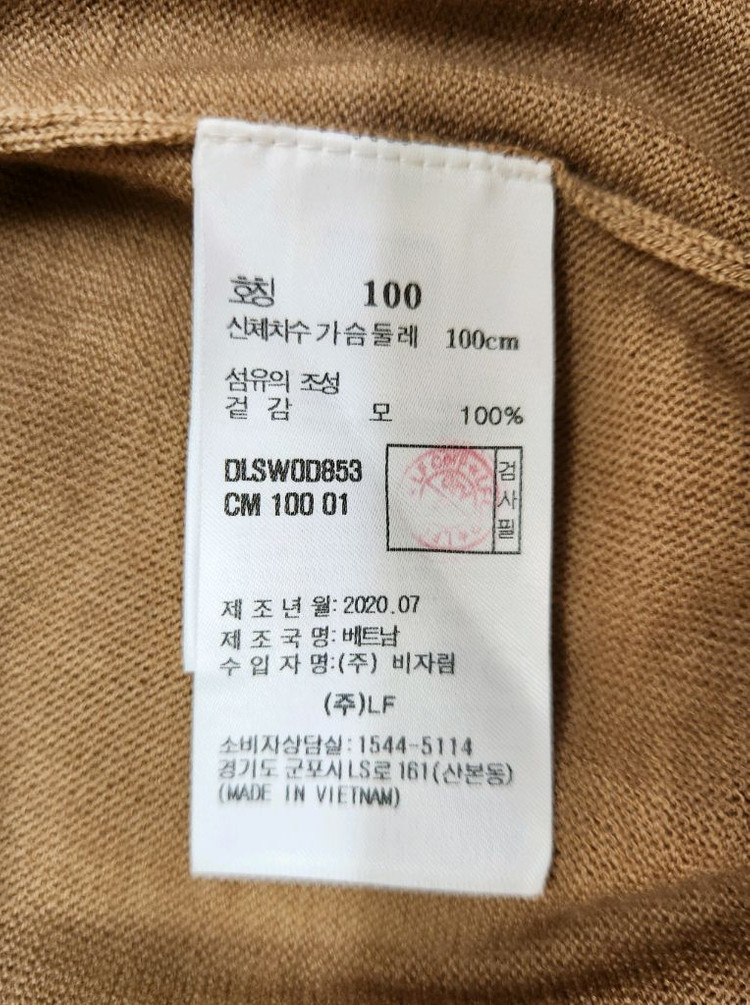 호칭 100
신체치수 가슴둘레 100cm
섬유의 조성
겉 감 모 100%
DLSW0D853
CM 100 01
검사필
제 조 년 월: 2020.07
제 조 국 명: 베트남
수 입 자 명:(주) 비자림
(주)LF
소비자상담실: 1544-5114
경기도 군포시 LS로 161(산본동)
(MADE IN VIETNAM)